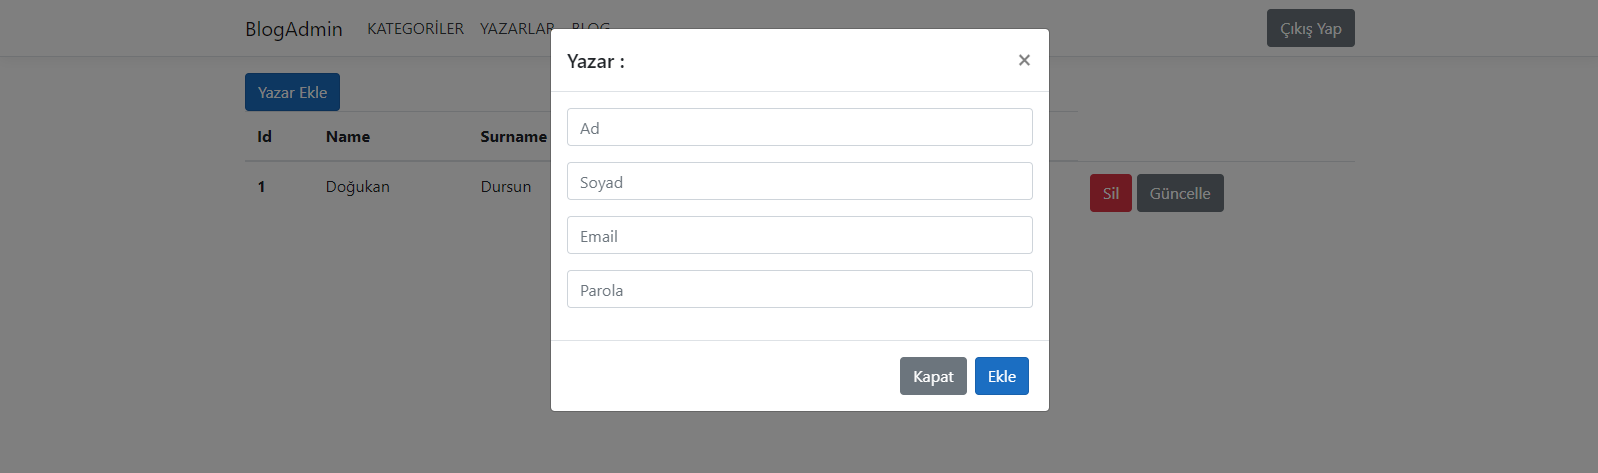 BlogAdmin KATEGORİLER YAZARLAR BLOG Çıkış Yap
Yazar : ×
Yazar Ekle
Ad
Id Name Surname
Soyad
1 Doğukan Dursun Sil Güncelle
Email
Parola
Kapat Ekle